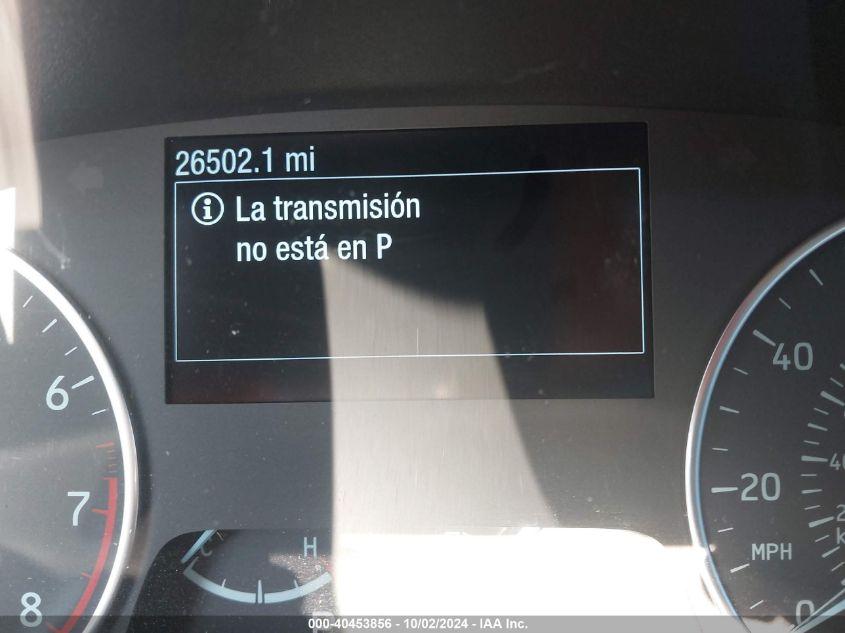 26502.1 mi
La transmisión
no está en P
6
7
8
C
H
40
20
MPH
0
000-40453856 - 10/02/2024 - IAA Inc.